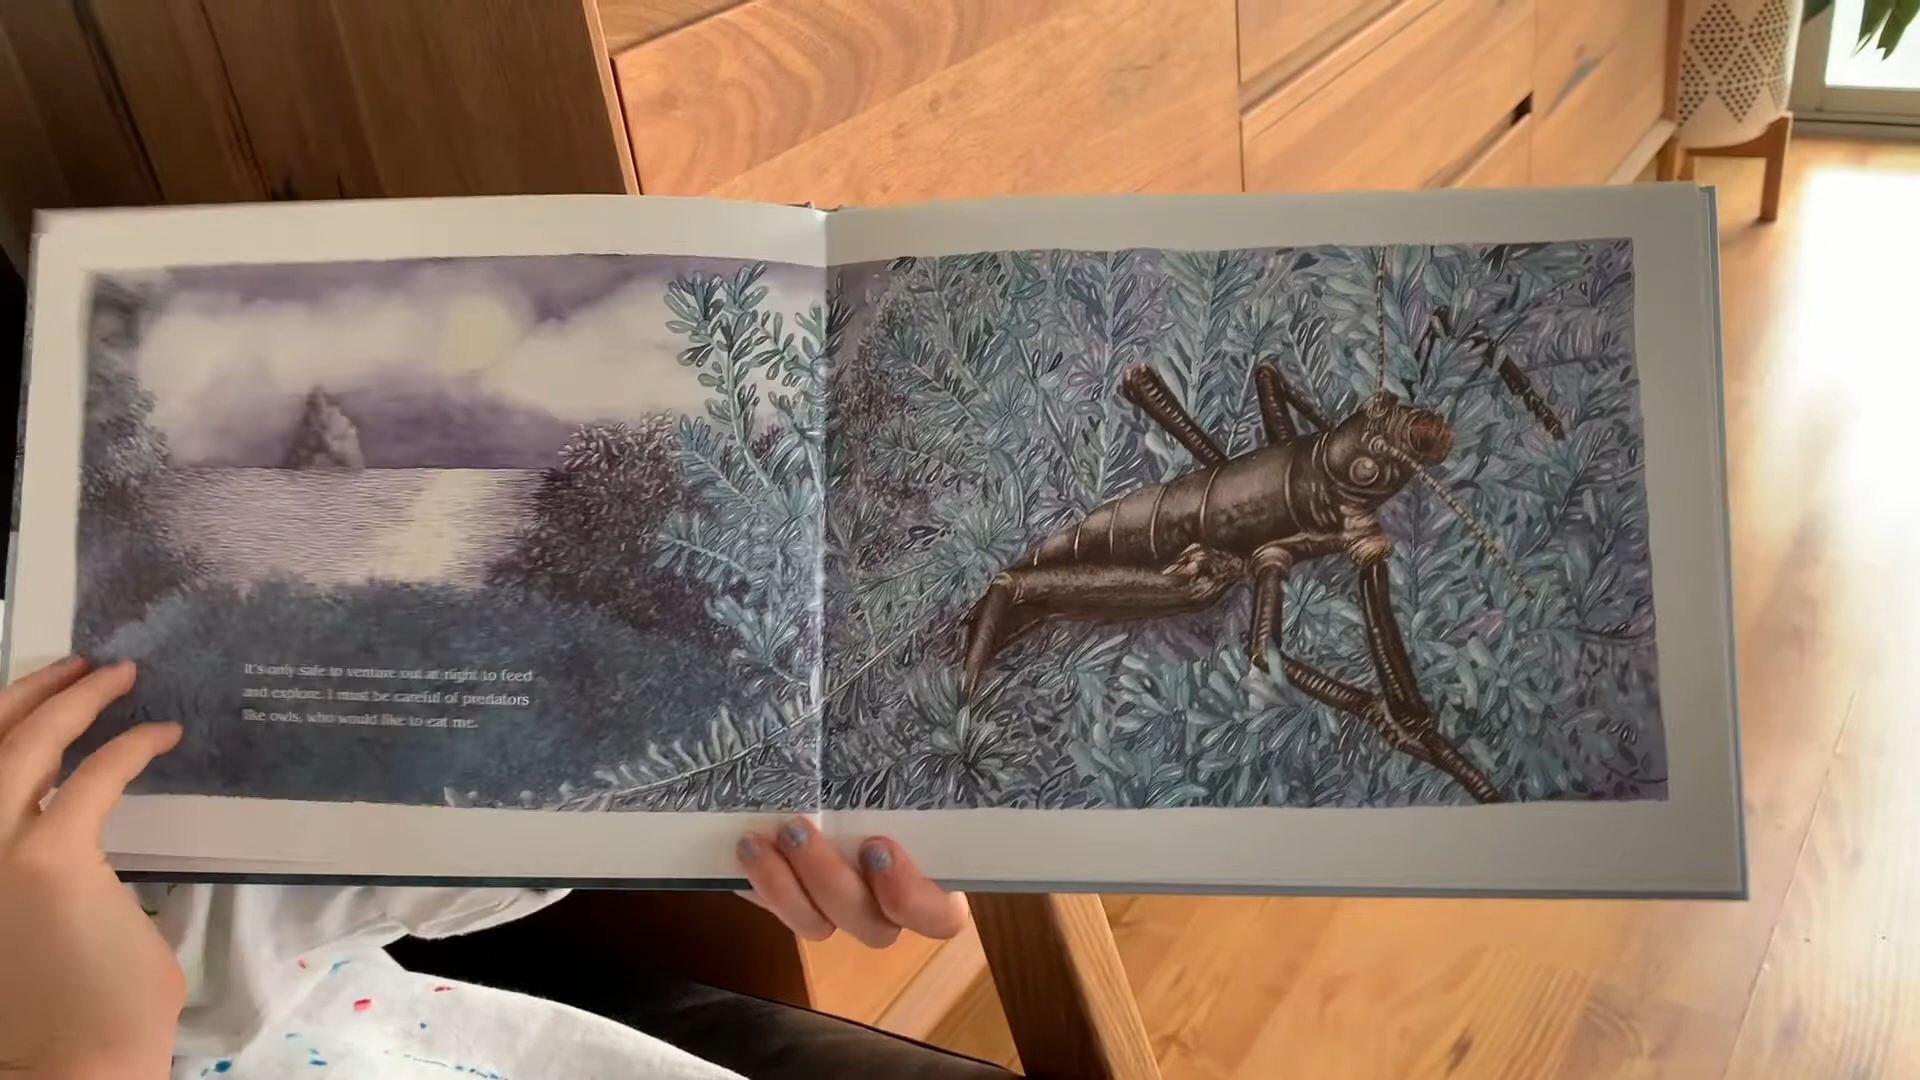 It's only safe to venture out at night to feed
and explore. I must be careful of predators
like owls, who would like to eat me.